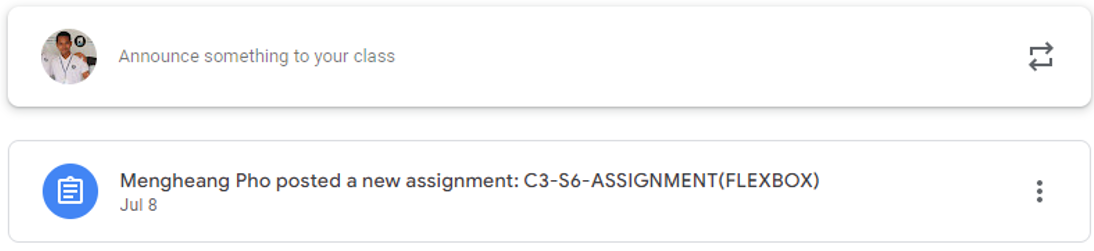 Announce something to your class
Mengheang Pho posted a new assignment: C3-S6-ASSIGNMENT(FLEXBOX)
Jul 8